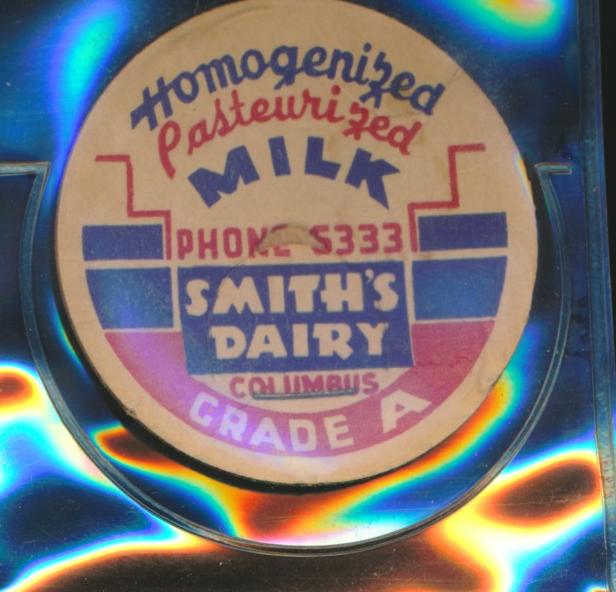 Homogenized
Pasteurized
MILK
PHONE 5333
SMITH'S
DAIRY
COLUMBUS
GRADE A